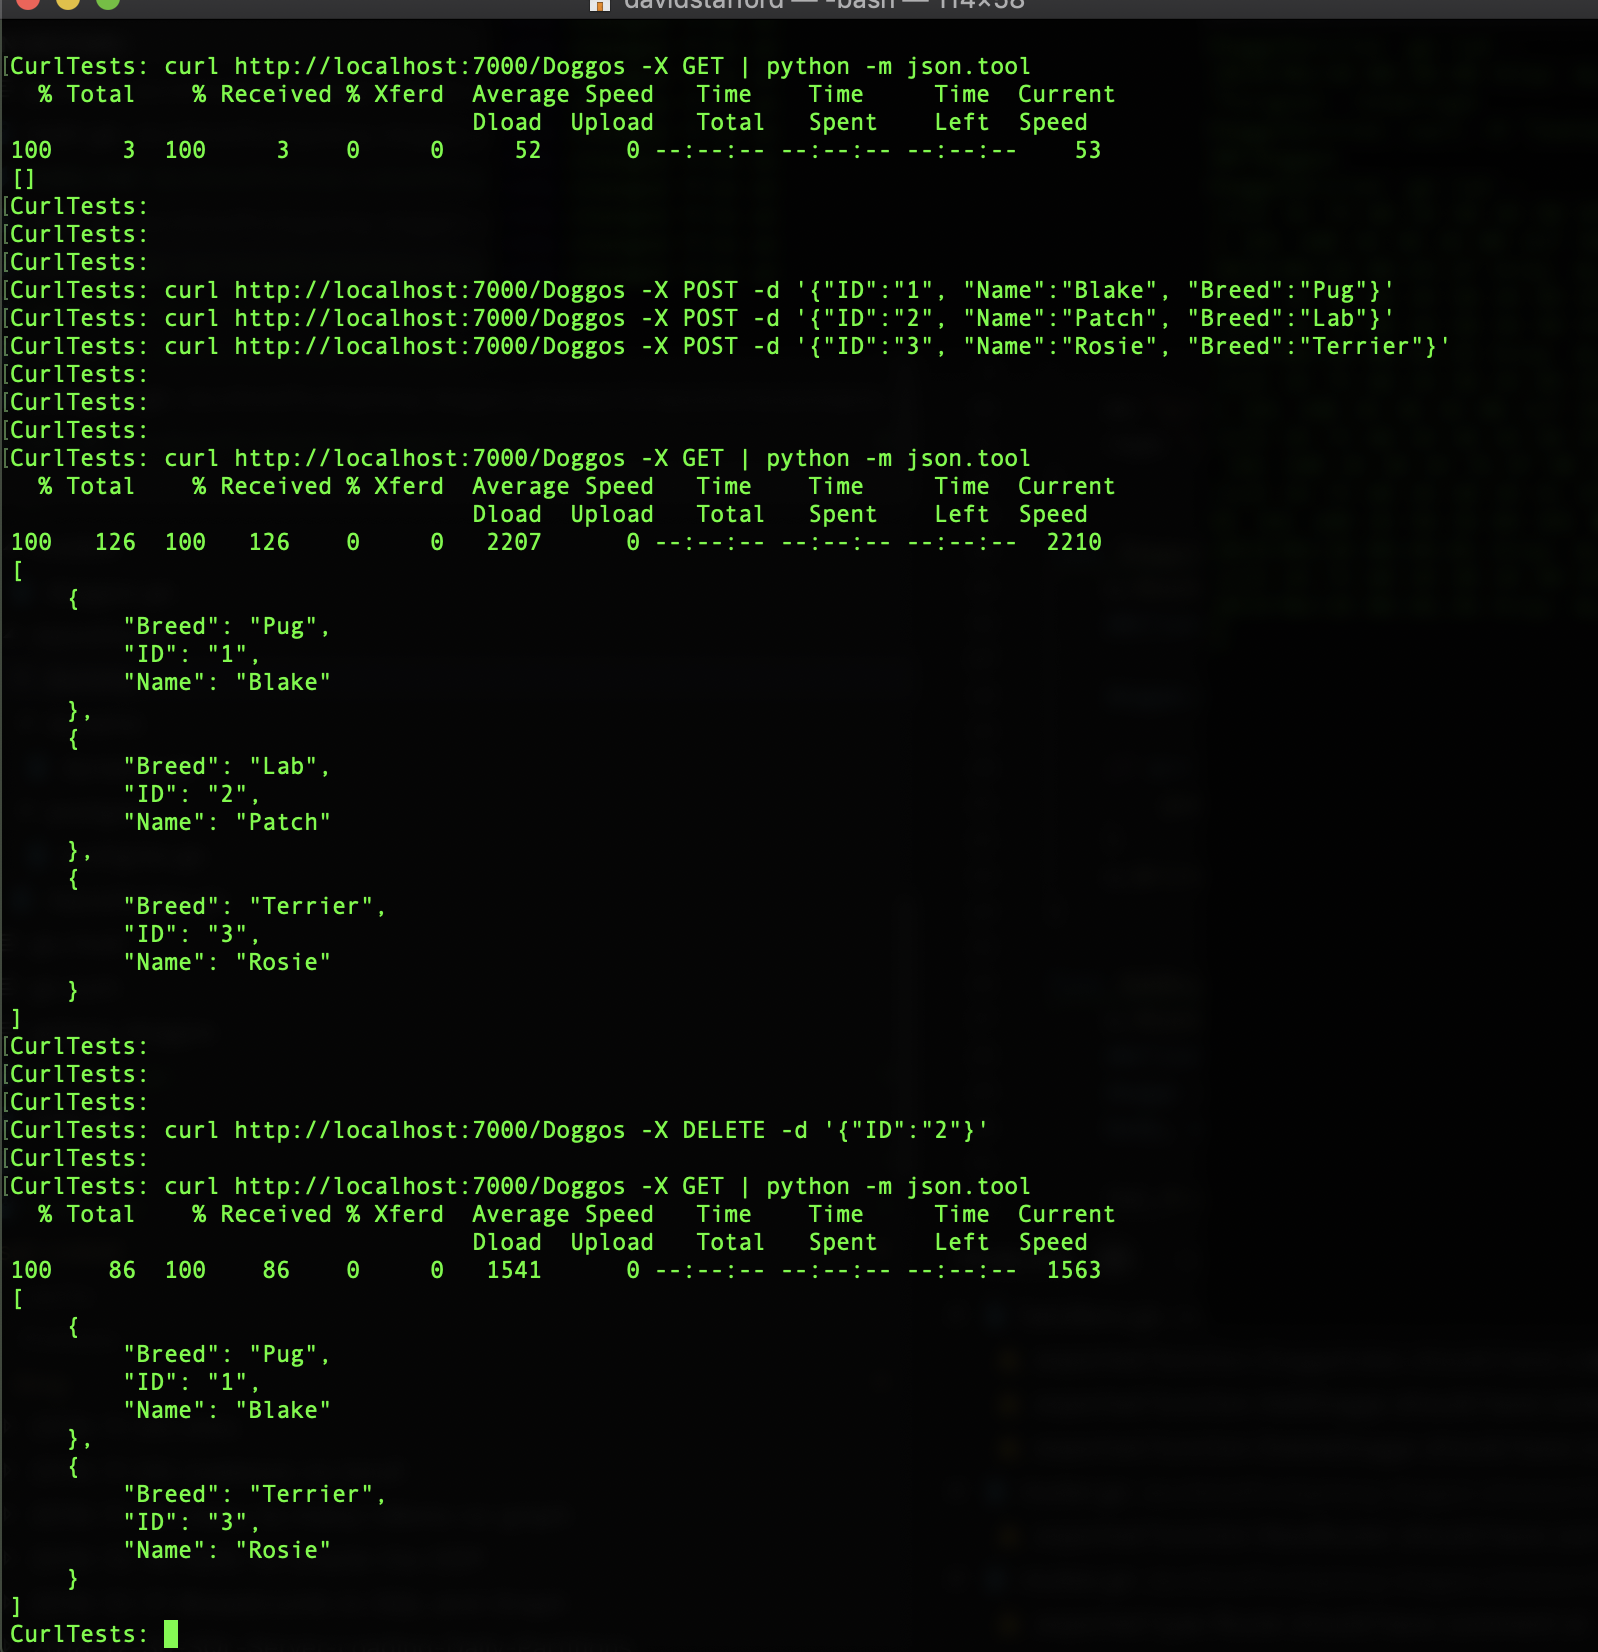 davidstanford — -bash — 114×58
[CurlTests: curl http://localhost:7000/Doggos -X GET | python -m json.tool
  % Total    % Received % Xferd  Average Speed   Time    Time     Time  Current
                                 Dload  Upload   Total   Spent    Left  Speed
100     3  100     3    0     0     52      0 --:--:-- --:--:-- --:--:--    53
[]
[CurlTests:
[CurlTests:
[CurlTests:
[CurlTests: curl http://localhost:7000/Doggos -X POST -d '{"ID":"1", "Name":"Blake", "Breed":"Pug"}'
[CurlTests: curl http://localhost:7000/Doggos -X POST -d '{"ID":"2", "Name":"Patch", "Breed":"Lab"}'
[CurlTests: curl http://localhost:7000/Doggos -X POST -d '{"ID":"3", "Name":"Rosie", "Breed":"Terrier"}'
[CurlTests:
[CurlTests:
[CurlTests:
[CurlTests: curl http://localhost:7000/Doggos -X GET | python -m json.tool
  % Total    % Received % Xferd  Average Speed   Time    Time     Time  Current
                                 Dload  Upload   Total   Spent    Left  Speed
100   126  100   126    0     0   2207      0 --:--:-- --:--:-- --:--:--  2210
[
    {
        "Breed": "Pug",
        "ID": "1",
        "Name": "Blake"
    },
    {
        "Breed": "Lab",
        "ID": "2",
        "Name": "Patch"
    },
    {
        "Breed": "Terrier",
        "ID": "3",
        "Name": "Rosie"
    }
]
[CurlTests:
[CurlTests:
[CurlTests:
[CurlTests: curl http://localhost:7000/Doggos -X DELETE -d '{"ID":"2"}'
[CurlTests:
[CurlTests: curl http://localhost:7000/Doggos -X GET | python -m json.tool
  % Total    % Received % Xferd  Average Speed   Time    Time     Time  Current
                                 Dload  Upload   Total   Spent    Left  Speed
100    86  100    86    0     0   1541      0 --:--:-- --:--:-- --:--:--  1563
[
    {
        "Breed": "Pug",
        "ID": "1",
        "Name": "Blake"
    },
    {
        "Breed": "Terrier",
        "ID": "3",
        "Name": "Rosie"
    }
]
CurlTests: